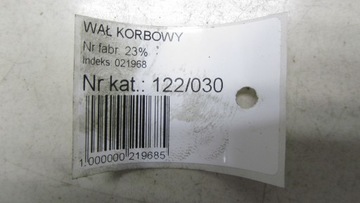 WAŁ KORBOWY
Nr fabr. 23%
Indeks 021968
Nr kat.: 122/030
1 000000 219685